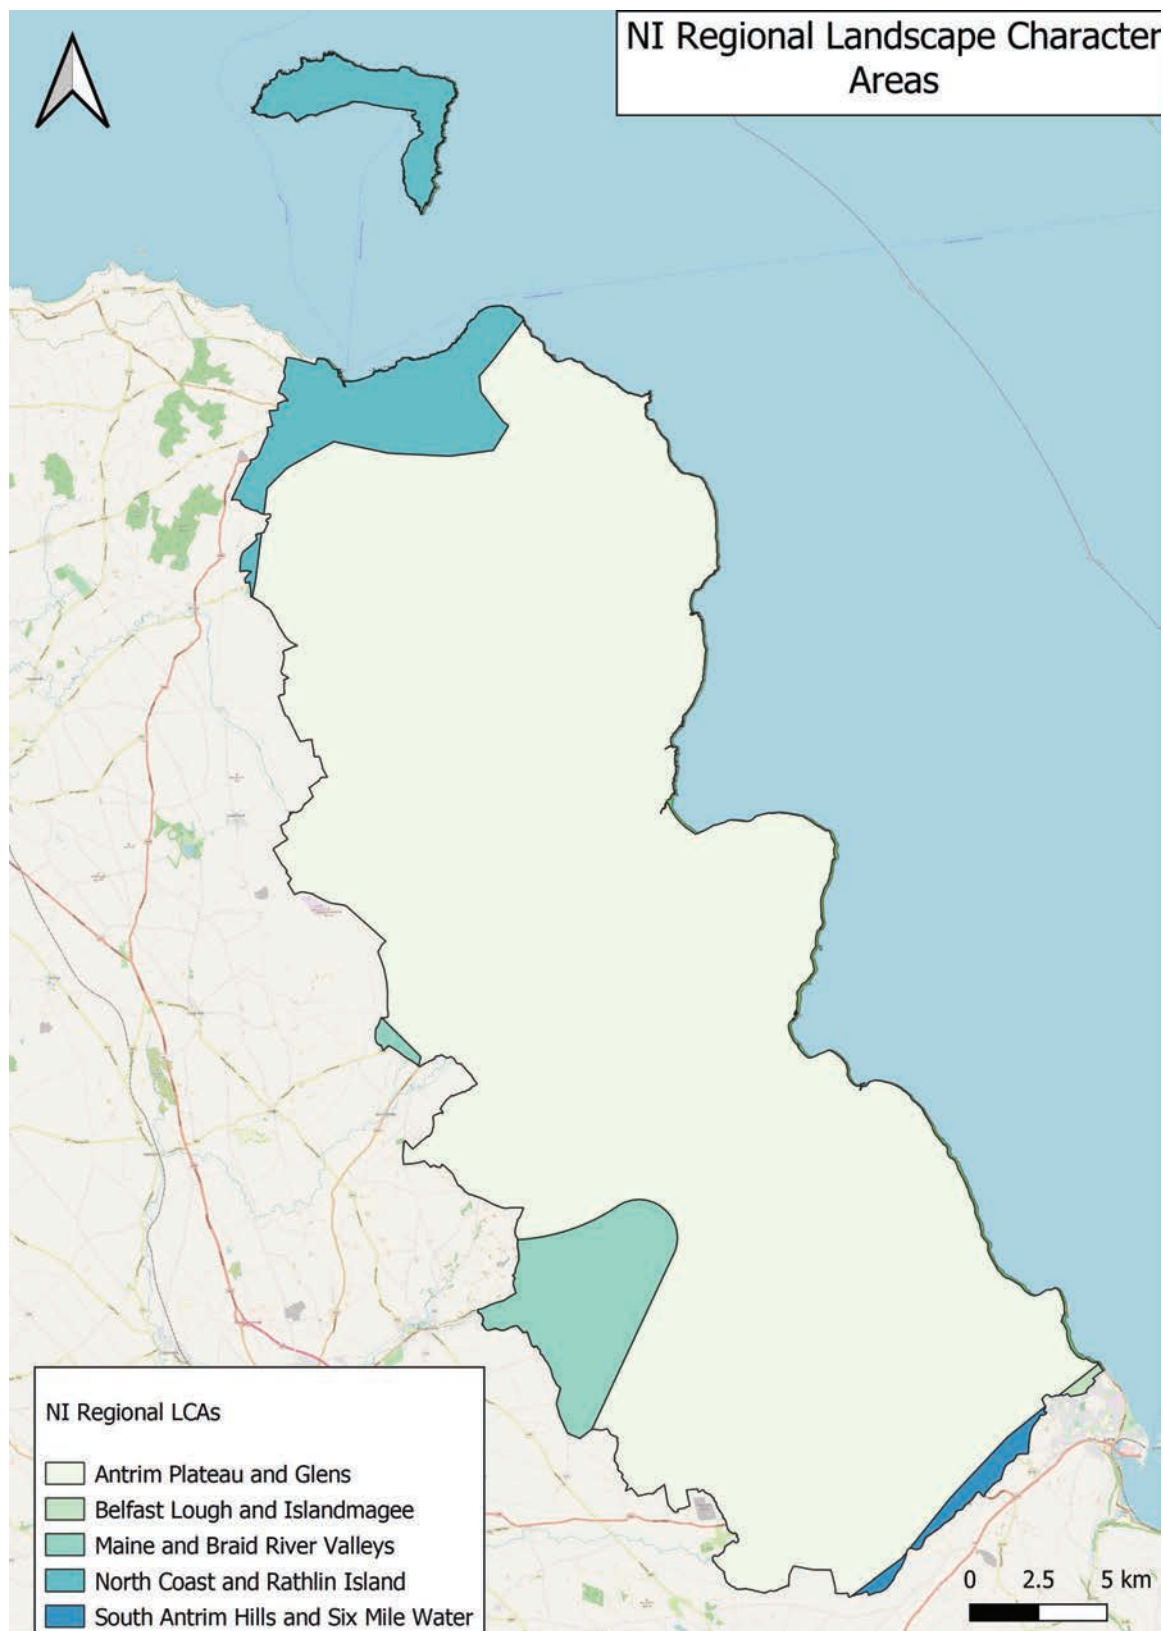 NI Regional Landscape Character
Areas
NI Regional LCAs
Antrim Plateau and Glens
Belfast Lough and Islandmagee
Maine and Braid River Valleys
North Coast and Rathlin Island
South Antrim Hills and Six Mile Water
0 2.5 5 km